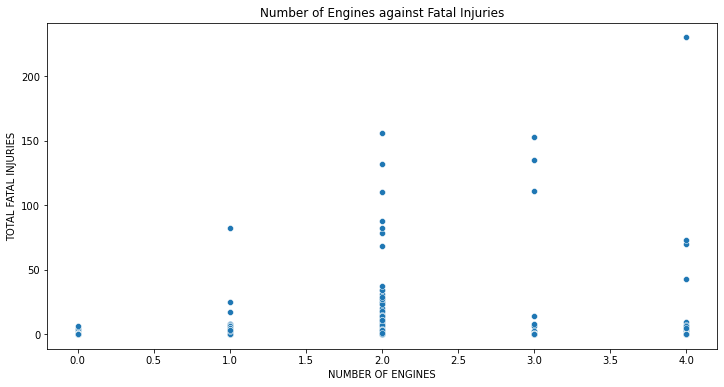 Number of Engines against Fatal Injuries
TOTAL FATAL INJURIES
200
150
100
50
0
0.0 0.5 1.0 1.5 2.0 2.5 3.0 3.5 4.0
NUMBER OF ENGINES